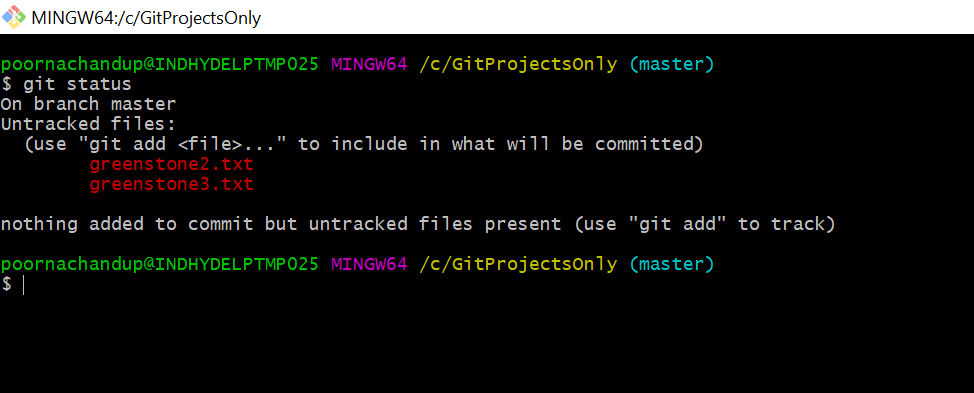 MINGW64:/c/GitProjectsOnly
poornachandup@INDHYDELPTMP025 MINGW64 /c/GitProjectsOnly (master)
$ git status
On branch master
Untracked files:
  (use "git add <file>..." to include in what will be committed)
        greenstone2.txt
        greenstone3.txt

nothing added to commit but untracked files present (use "git add" to track)

poornachandup@INDHYDELPTMP025 MINGW64 /c/GitProjectsOnly (master)
$